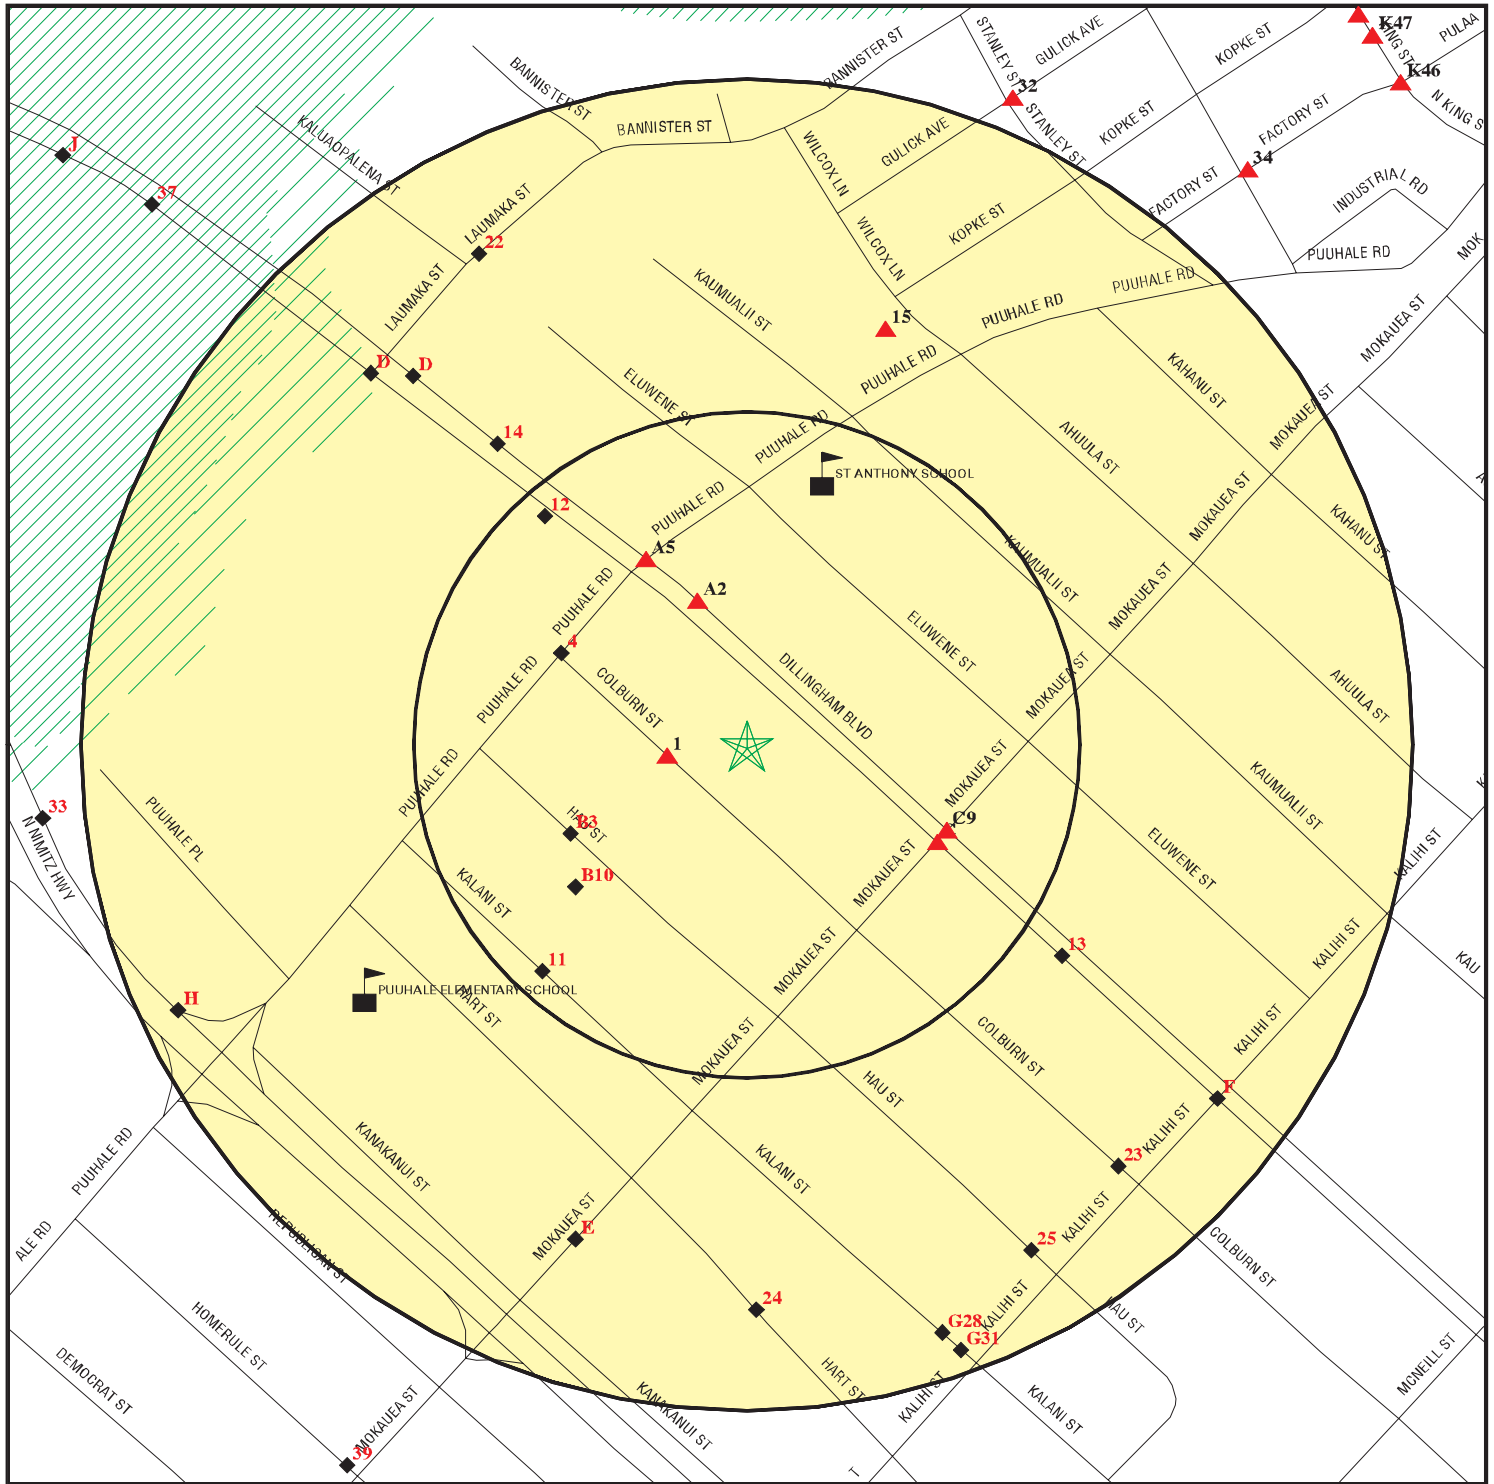 K47
KING ST
PULAA
STANLEY ST
GULICK AVE
KOPKE ST
BANNISTER ST
BANNISTER ST
K46
32
N KING S
STANLEY ST
KOPKE ST
FACTORY ST
BANNISTER ST
KALUAOPALENA ST
J
WILCOX LN
GULICK AVE
34
37
LAUMAKA ST
FACTORY ST
INDUSTRIAL RD
22
WILCOX LN
KOPKE ST
PUUHALE RD
MOK
LAUMAKA ST
KAUMUALII ST
PUUHALE RD
15
PUUHALE RD
MOKAUEA ST
D
D
ELUWENE ST
PUUHALE RD
KAHANU ST
MOKAUEA ST
14
PUUHALE RD
AHUULA ST
ST ANTHONY SCHOOL
A
12
PUUHALE RD
MOKAUEA ST
KAHANU ST
A5
KAUMUALII ST
A2
PUUHALE RD
MOKAUEA ST
4
ELUWENE ST
PUUHALE RD
COLBURN ST
DILLINGHAM BLVD
MOKAUEA ST
AHUULA ST
1
PUUHALE RD
MOKAUEA ST
KAUMUALII ST
K
33
PUUHALE PL
HAU ST
B3
C9
N NIMITZ HWY
KALANI ST
B10
MOKAUEA ST
ELUWENE ST
KALIHI ST
11
13
MOKAUEA ST
KALIHI ST
KAU
PUUHALE ELEMENTARY SCHOOL
H
HART ST
MOKAUEA ST
COLBURN ST
KALIHI ST
HAU ST
F
PUUHALE RD
KANAKANUI ST
KALANI ST
23
KALIHI ST
ALE RD
REPUBLICAN ST
MOKAUEA ST
E
25
KALIHI ST
COLBURN ST
HOMERULE ST
24
G28
KALIHI ST
G31
HAU ST
DEMOCRAT ST
HART ST
KALIHI ST
KALANI ST
MCNEILL ST
MOKAUEA ST
KANAKANUI ST
39
T